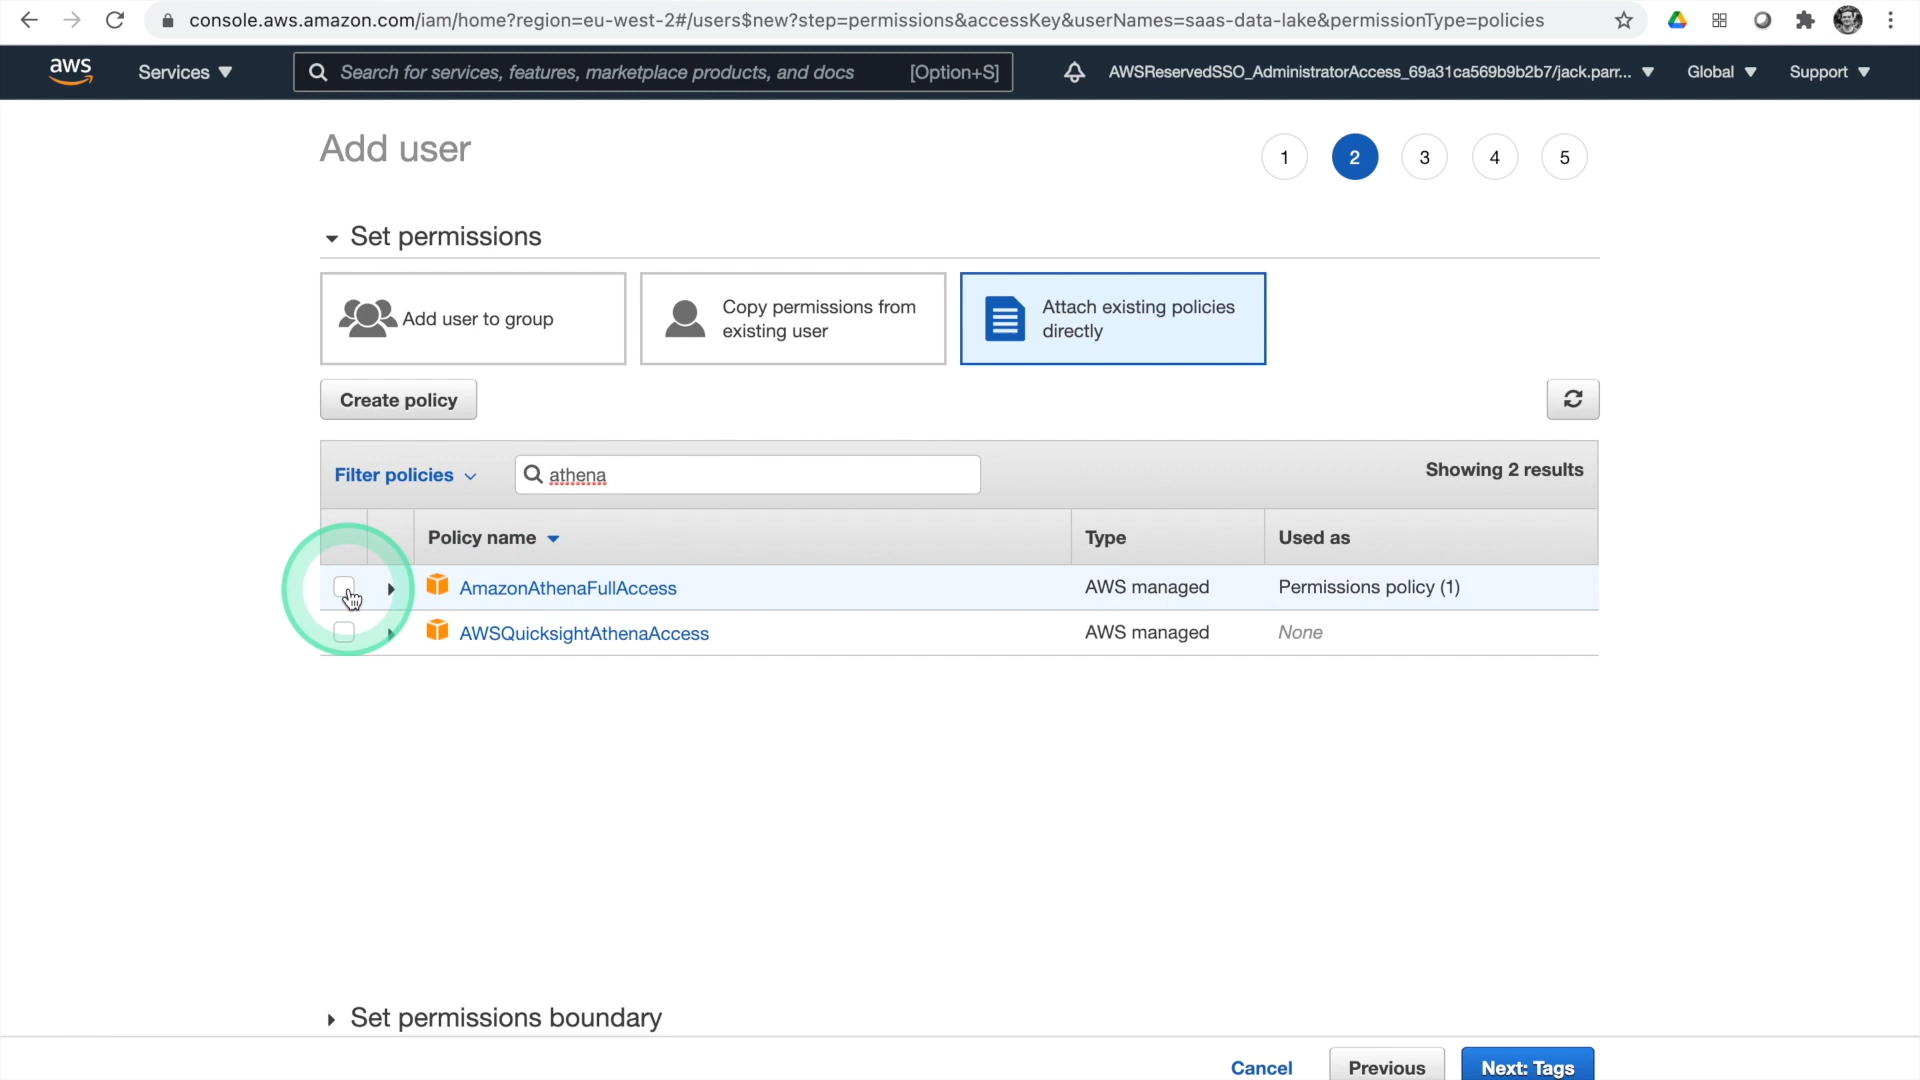 console.aws.amazon.com/iam/home?region=eu-west-2#/users$new?step=permissions&accessKey&userNames=saas-data-lake&permissionType=policies
aws
Services
Search for services, features, marketplace products, and docs
[Option+S]
AWSReservedSSO_AdministratorAccess_69a31ca569b9b2b7/jack.parr...
Global
Support
Add user
1
2
3
4
5
Set permissions
Add user to group
Copy permissions from
existing user
Attach existing policies
directly
Create policy
Filter policies
athena
Showing 2 results
Policy name
Type
Used as
AmazonAthenaFullAccess
AWS managed
Permissions policy (1)
AWSQuicksightAthenaAccess
AWS managed
None
Set permissions boundary
Cancel
Previous
Next: Tags